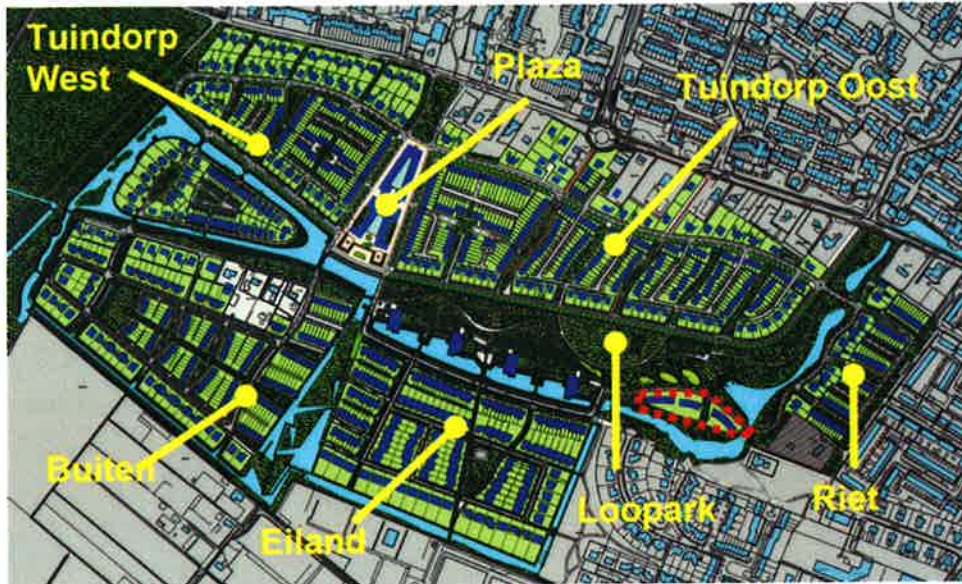 Tuindorp
West
Plaza
Tuindorp Oost
Buiten
Eiland
Loopark
Riet